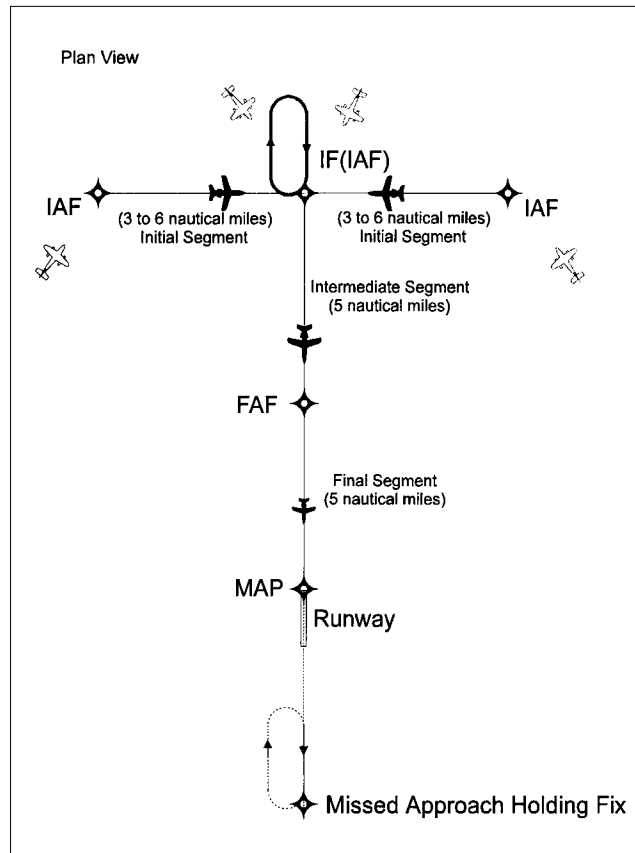 Plan View
IF(IAF)
IAF
(3 to 6 nautical miles)
Initial Segment
(3 to 6 nautical miles)
Initial Segment
IAF
Intermediate Segment
(5 nautical miles)
FAF
Final Segment
(5 nautical miles)
MAP
Runway
Missed Approach Holding Fix